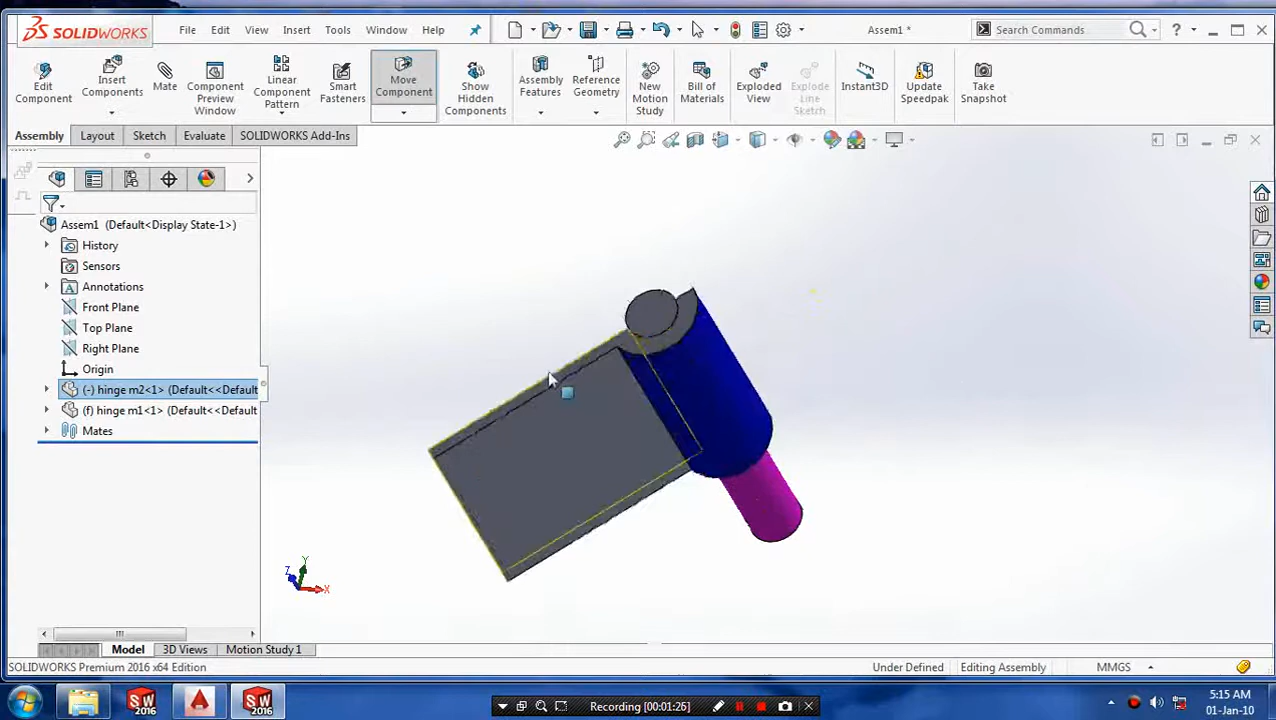 SOLIDWORKS File Edit View Insert Tools Window Help Assem1 * Search Commands ?
Edit Component
Insert Components
Mate
Component Preview Window
Linear Component Pattern
Smart Fasteners
Move Component
Show Hidden Components
Assembly Features
Reference Geometry
New Motion Study
Bill of Materials
Exploded View
Explode Line Sketch
Instant3D
Update Speedpak
Take Snapshot
Assembly Layout Sketch Evaluate SOLIDWORKS Add-Ins
Assem1 (Default<Display State-1>)
History
Sensors
Annotations
Front Plane
Top Plane
Right Plane
Origin
(-) hinge m2<1> (Default<<Default
(f) hinge m1<1> (Default<<Default
Mates
Y
Z
X
Model 3D Views Motion Study 1
SOLIDWORKS Premium 2016 x64 Edition Under Defined Editing Assembly MMGS
SW 2016 SW 2016 Recording [00:01:26] 5:15 AM
01-Jan-10